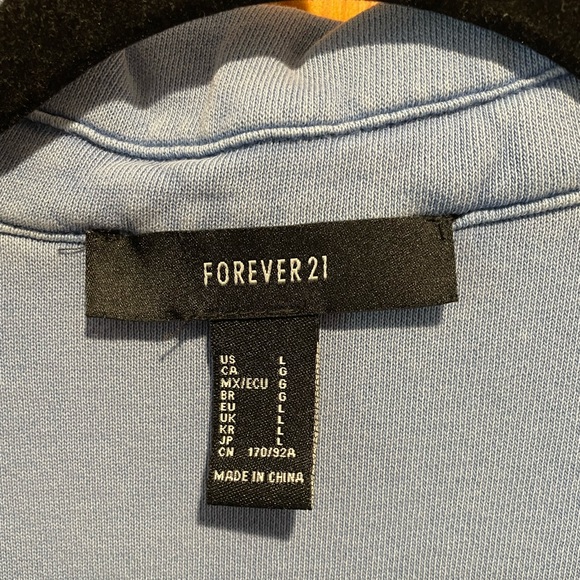 FOREVER 21
US L
CA G
MX/ECU G
BR G
EU L
UK L
KR L
JP L
CN 170/92A
MADE IN CHINA